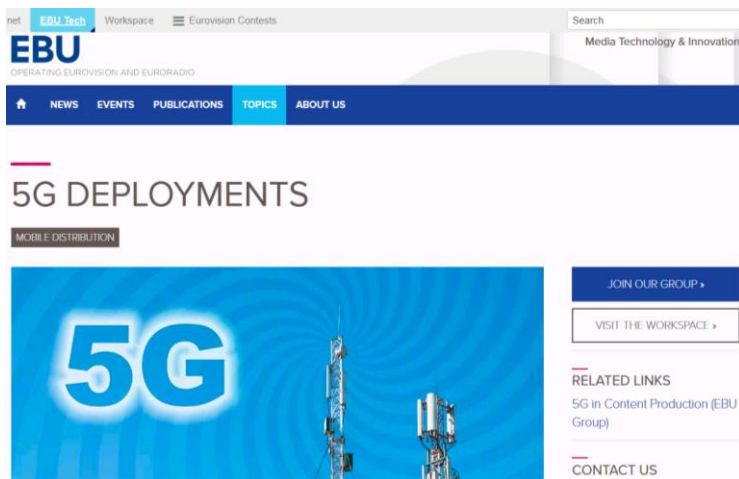 net EBU Tech Workspace Eurovision Contests Search
EBU
OPERATING EUROVISION AND EURORADIO
Media Technology & Innovation
NEWS EVENTS PUBLICATIONS TOPICS ABOUT US
5G DEPLOYMENTS
MOBILE DISTRIBUTION
5G
JOIN OUR GROUP »
VISIT THE WORKSPACE »
RELATED LINKS
5G in Content Production (EBU
Group)
CONTACT US